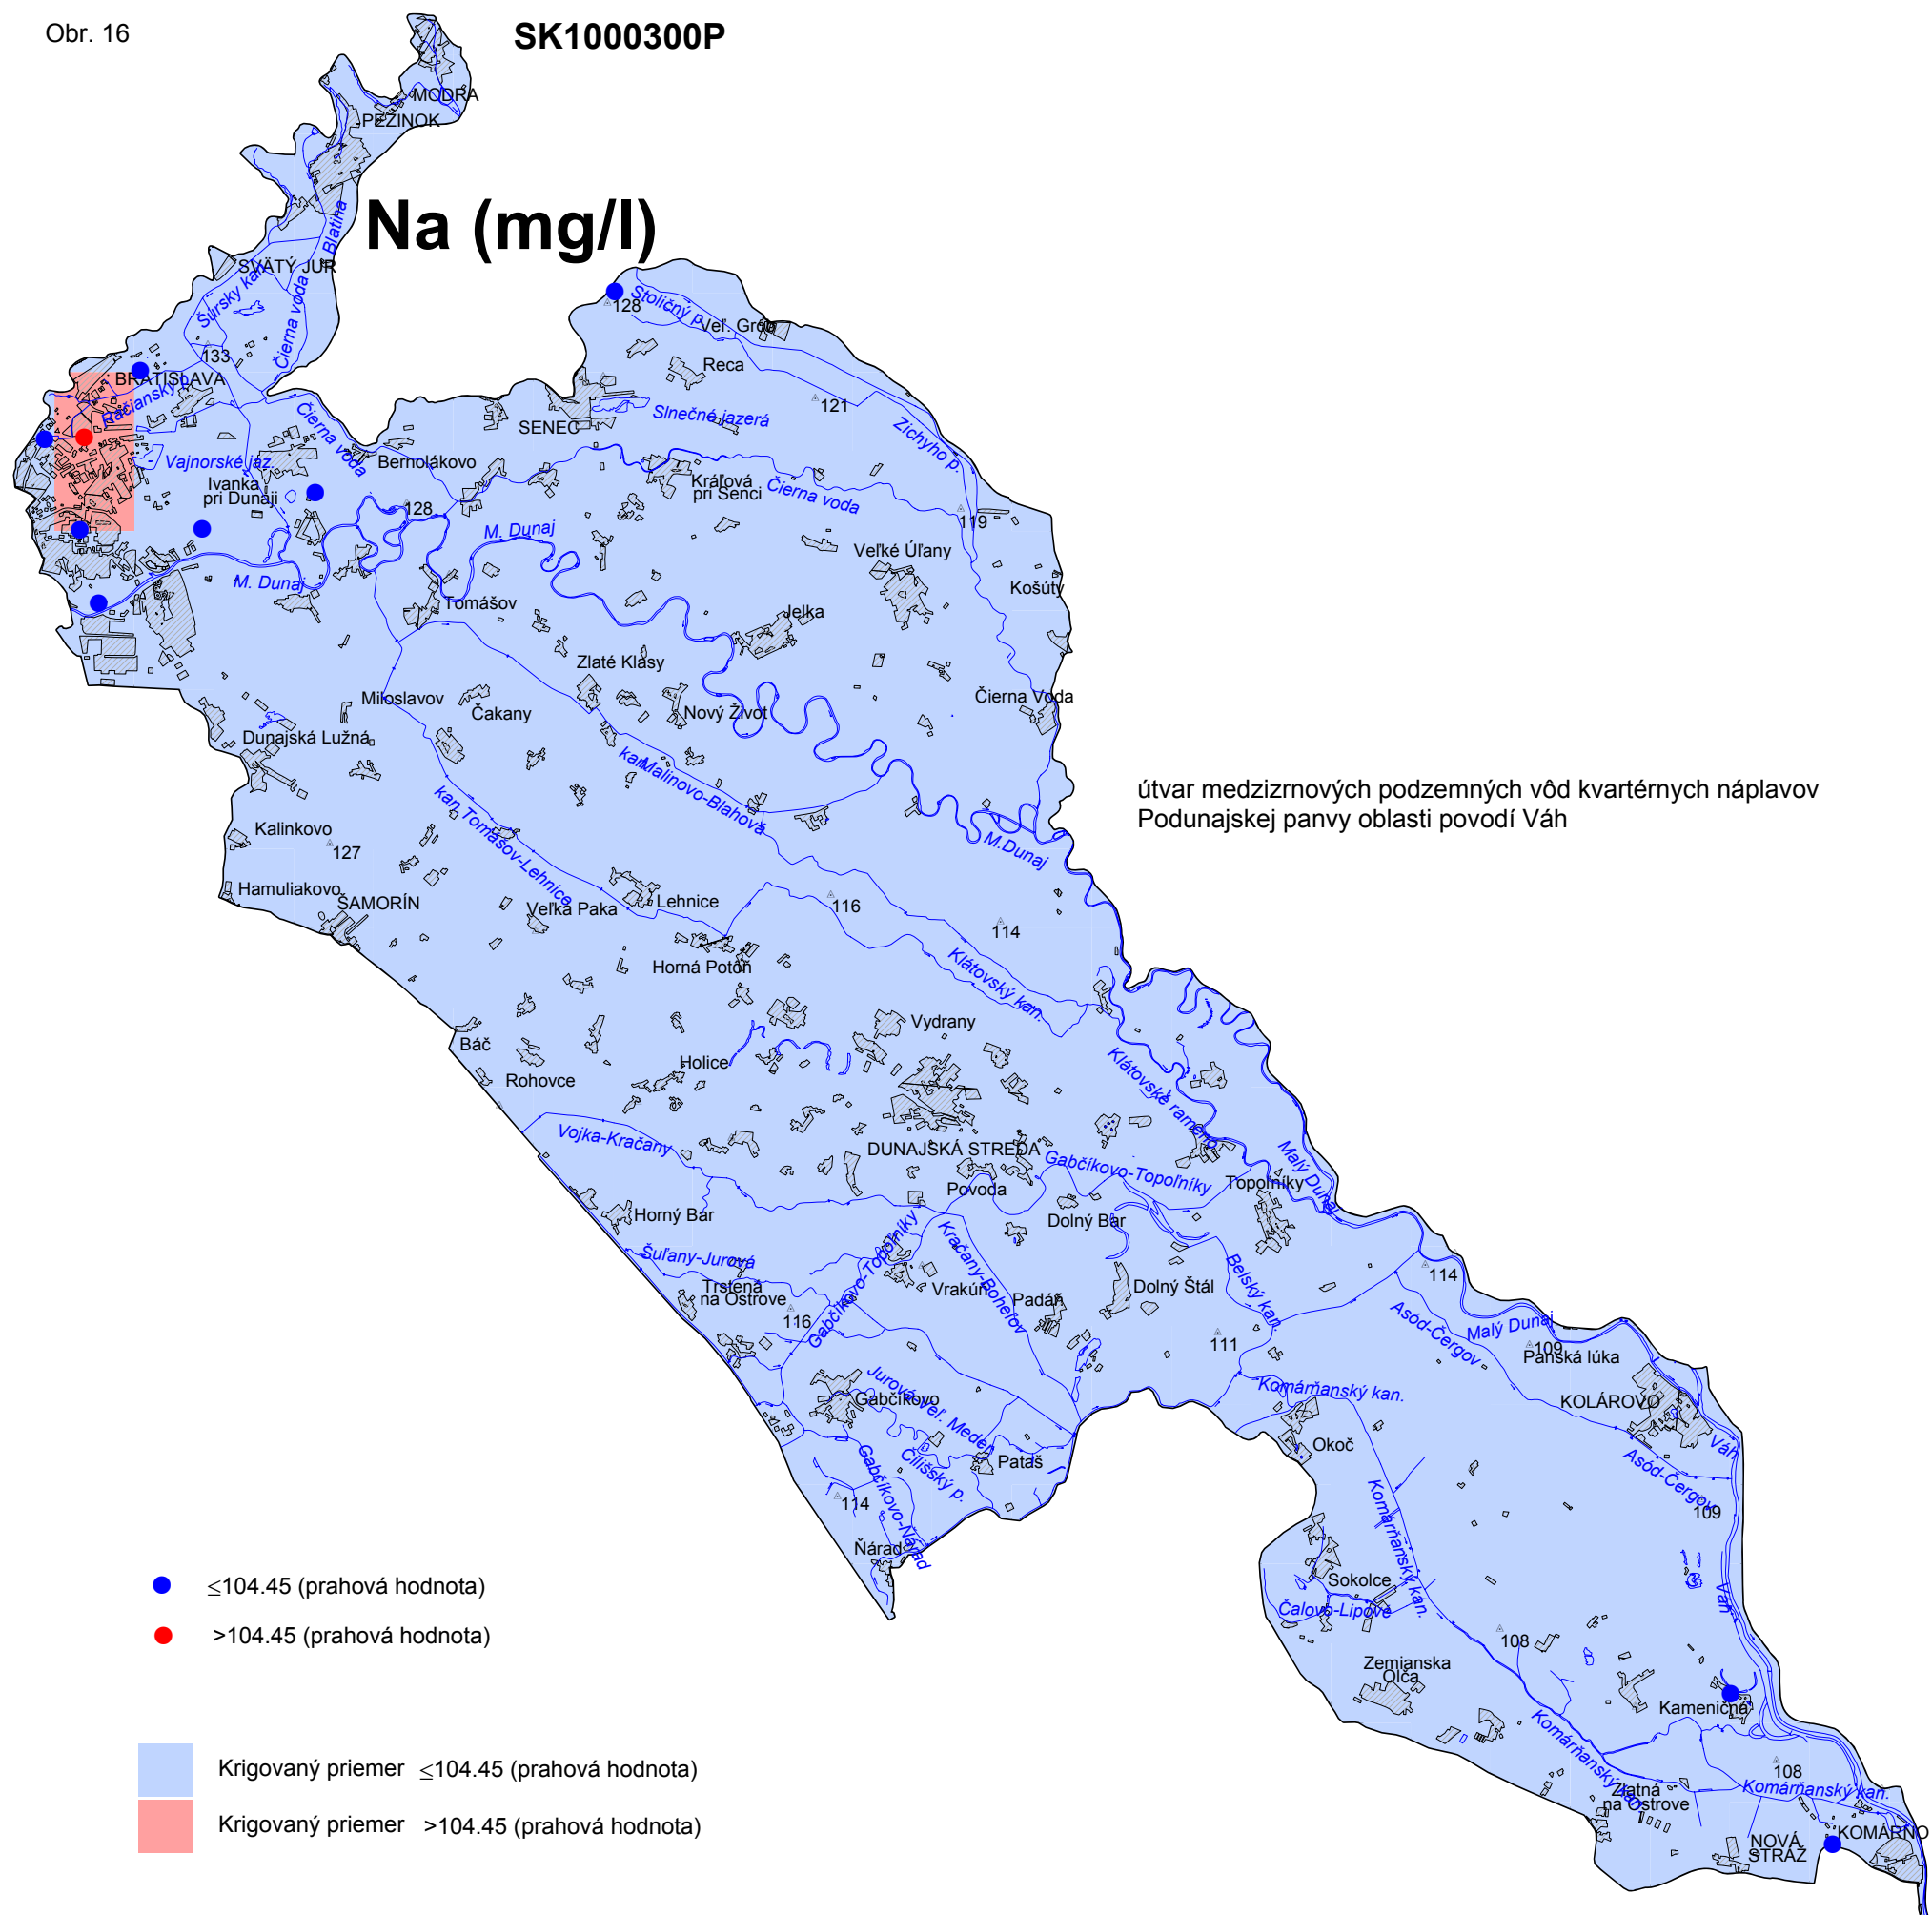 Obr. 16
SK1000300P
MODRA
PEZINOK
Na (mg/l)
Blatina
SVÄTÝ JUR
Šúrsky kan.
Čierna voda
128
Stoličný p.
Veľ. Grob
133
BRATISLAVA
Račiansky p.
Reca
121
Slnečné jazerá
SENEC
Zichyho p.
Čierna voda
Bernolákovo
Vajnorské jaz.
Ivanka
pri Dunaji
Kráľová
pri Senci
Čierna voda
128
119
M. Dunaj
Veľké Úľany
M. Dunaj
Košúty
Tomášov
Jelka
Zlaté Klasy
Miloslavov
Čakany
Nový Život
Čierna Voda
Dunajská Lužná
kan. Malinovo-Blahová
útvar medzizrnových podzemných vôd kvartérnych náplavov
Podunajskej panvy oblasti povodí Váh
kan. Tomášov-Lehnice
Kalinkovo
127
M.Dunaj
Hamuliakovo
ŠAMORÍN
Veľká Paka
Lehnice
116
114
Horná Potôň
Klátovský kan.
Báč
Vydrany
Rohovce
Holice
Klátovské rameno
Vojka-Kračany
DUNAJSKÁ STREDA
Gabčíkovo-Topoľníky
Malý Dunaj
Povoda
Topoľníky
Horný Bar
Dolný Bar
Šuľany-Jurová
Gabčíkovo-Topoľníky
Kračany-Boheľov
Belský kan.
114
Trstená
na Ostrove
Vrakúň
Padáň
Dolný Štál
116
Asód-Čergov
Malý Dunaj
111
109
Panská lúka
Jurová-Veľ. Meder
Gabčíkovo
Komárňanský kan.
KOLÁROVO
Okoč
Váh
Čilišský p.
Pataš
Asód-Čergov
114
Gabčíkovo-Ňárad
Komárňanský kan.
109
Ňárad
≤104.45 (prahová hodnota)
Sokolce
Čalovo-Lipové
Váh
>104.45 (prahová hodnota)
108
Zemianska
Olča
Kameničná
Komárňanský kan.
Krigovaný priemer ≤104.45 (prahová hodnota)
108
Komárňanský kan.
Zlatná
na Ostrove
Krigovaný priemer >104.45 (prahová hodnota)
NOVÁ
STRÁŽ
KOMÁRNO